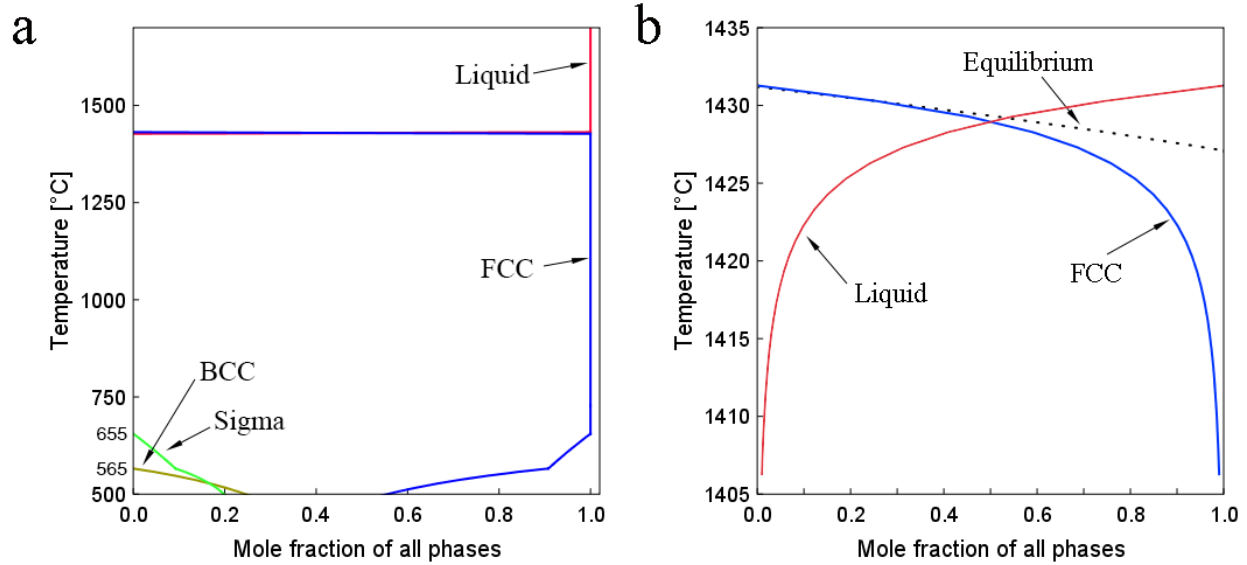 a
Temperature [°C]
1500
1250
1000
750
655
565
500
Liquid
FCC
BCC
Sigma
0.0 0.2 0.4 0.6 0.8 1.0
Mole fraction of all phases
b
Temperature [°C]
1435
1430
1425
1420
1415
1410
1405
Equilibrium
FCC
Liquid
0.0 0.2 0.4 0.6 0.8 1.0
Mole fraction of all phases